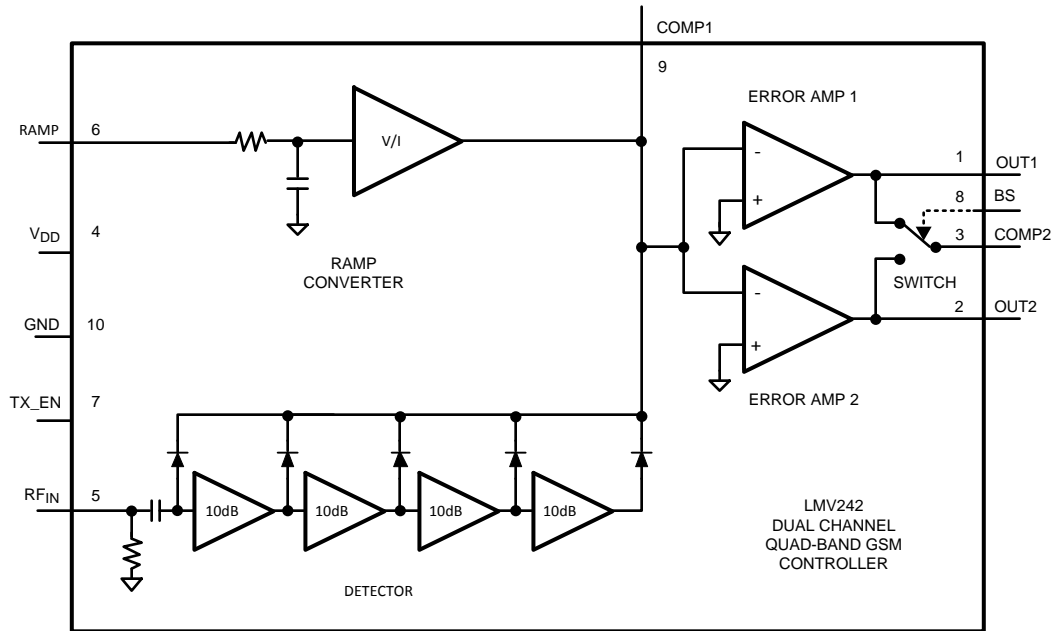 COMP1
9
ERROR AMP 1
RAMP
6
V/I
-
+
1
OUT1
8
BS
3
COMP2
VDD
4
RAMP
CONVERTER
SWITCH
-
+
2
OUT2
GND
10
ERROR AMP 2
TX_EN
7
RFIN
5
10dB
10dB
10dB
10dB
DETECTOR
LMV242
DUAL CHANNEL
QUAD-BAND GSM
CONTROLLER